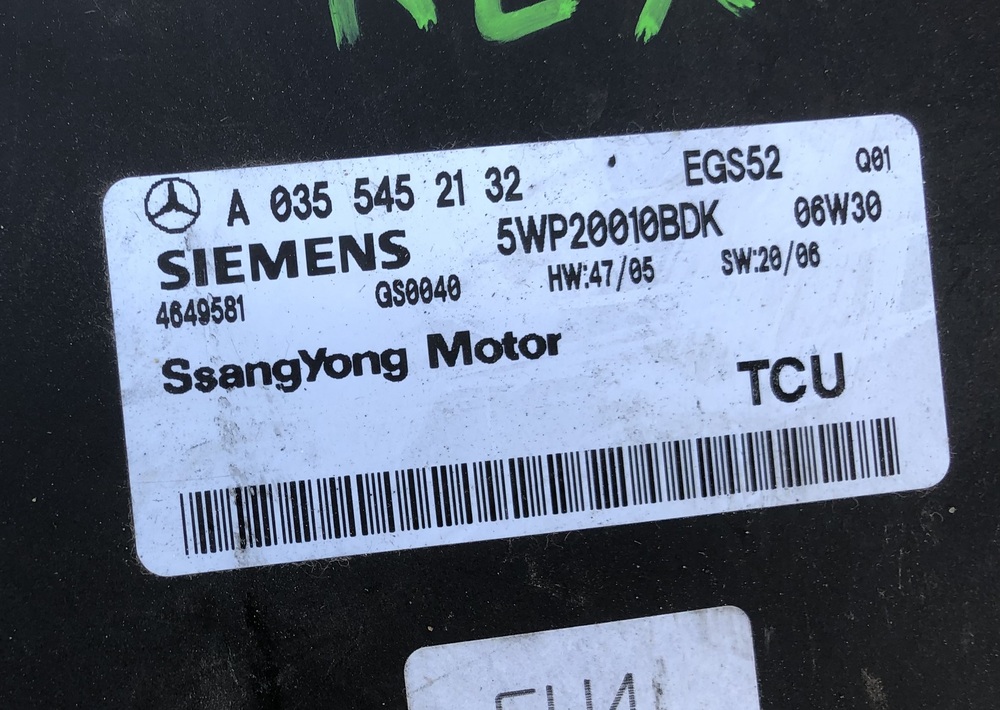 A 035 545 21 32 EGS52 Q01
SIEMENS 5WP20010BDK 06W30
4649581 GS0040 HW:47/05 SW:20/06
SsangYong Motor
TCU